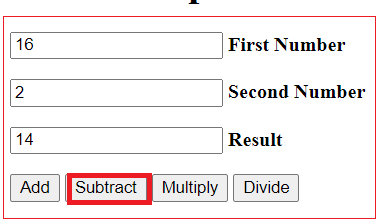 16 First Number
2 Second Number
14 Result
Add Subtract Multiply Divide